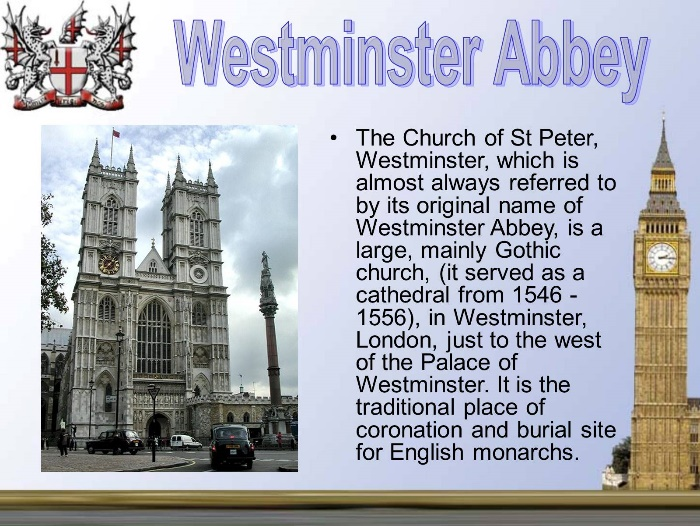 Westminster Abbey
• The Church of St Peter,
Westminster, which is
almost always referred to
by its original name of
Westminster Abbey, is a
large, mainly Gothic
church, (it served as a
cathedral from 1546 -
1556), in Westminster,
London, just to the west
of the Palace of
Westminster. It is the
traditional place of
coronation and burial site
for English monarchs.